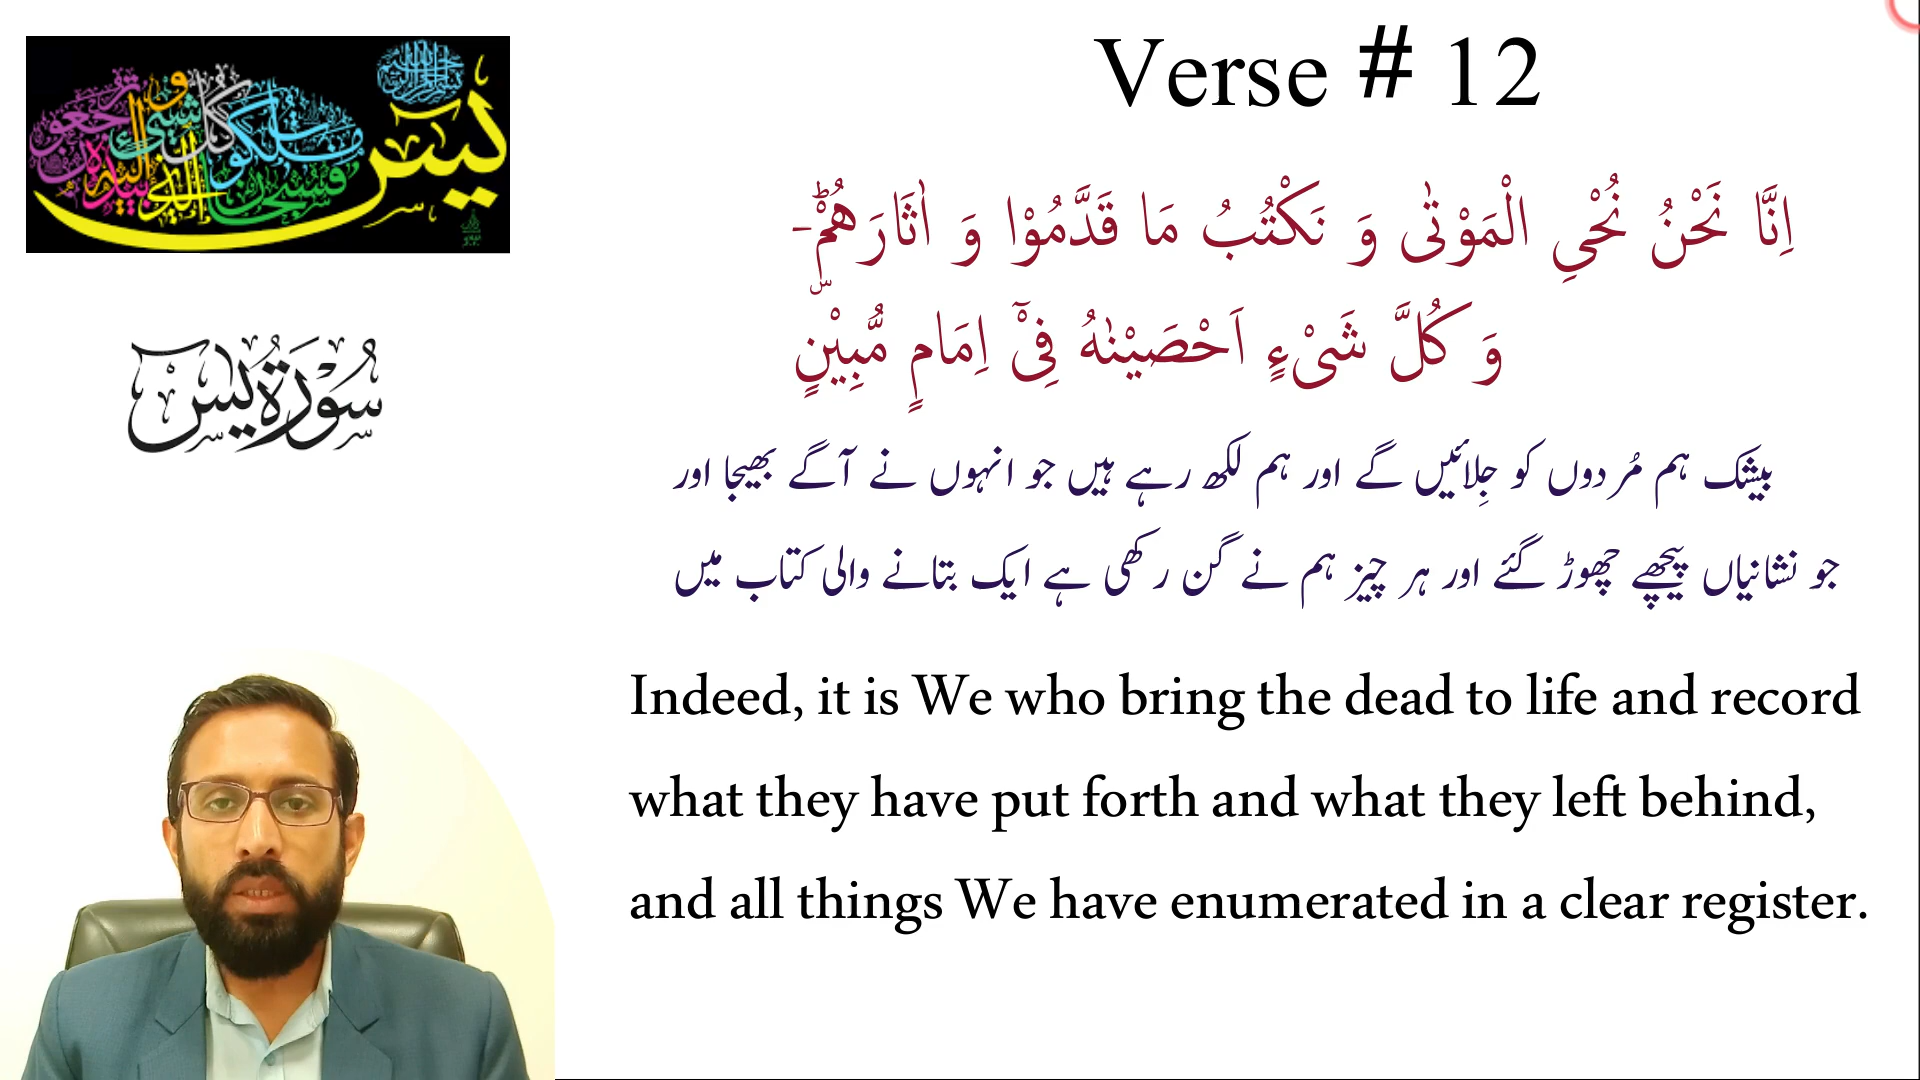 Verse # 12
اِنَّا نَحْنُ نُحْیِ الْمَوْتٰى وَ نَكْتُبُ مَا قَدَّمُوْا وَ اٰثَارَهُمْؕۛ-
وَ كُلَّ شَیْءٍ اَحْصَیْنٰهُ فِیْۤ اِمَامٍ مُّبِیْنٍ۠
بیشک ہم مُردوں کو جِلائیں گے اور ہم لکھ رہے ہیں جو انہوں نے آگے بھیجا اور
جو نشانیاں پیچھے چھوڑ گئے اور ہر چیز ہم نے گن رکھی ہے ایک بتانے والی کتاب میں
Indeed, it is We who bring the dead to life and record
what they have put forth and what they left behind,
and all things We have enumerated in a clear register.
سُوْرَةُ یٰسٓ